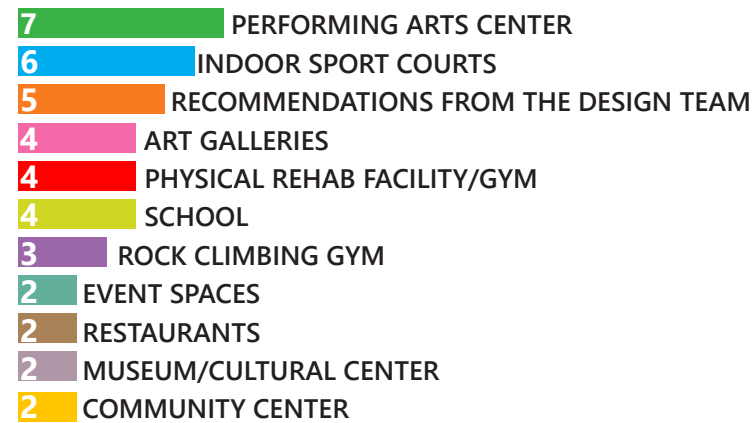 7 PERFORMING ARTS CENTER
6 INDOOR SPORT COURTS
5 RECOMMENDATIONS FROM THE DESIGN TEAM
4 ART GALLERIES
4 PHYSICAL REHAB FACILITY/GYM
4 SCHOOL
3 ROCK CLIMBING GYM
2 EVENT SPACES
2 RESTAURANTS
2 MUSEUM/CULTURAL CENTER
2 COMMUNITY CENTER